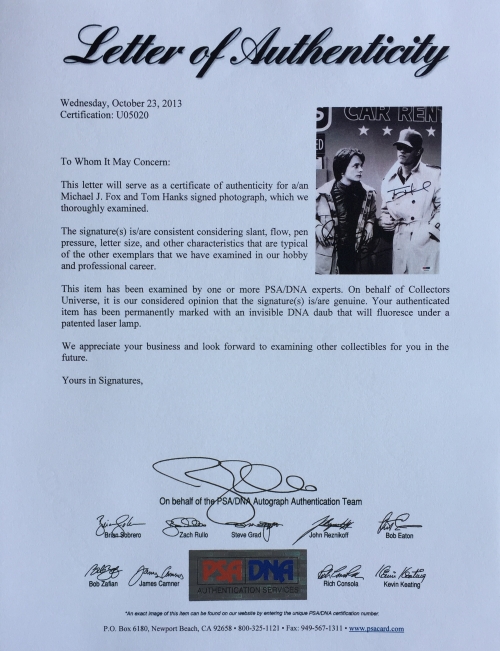 Letter of Authenticity
Wednesday, October 23, 2013
Certification: U05020
CAR RENT
To Whom It May Concern:
This letter will serve as a certificate of authenticity for a/an
Michael J. Fox and Tom Hanks signed photograph, which we
thoroughly examined.
The signature(s) is/are consistent considering slant, flow, pen
pressure, letter size, and other characteristics that are typical
of the other exemplars that we have examined in our hobby
and professional career.
This item has been examined by one or more PSA/DNA experts. On behalf of Collectors
Universe, it is our considered opinion that the signature(s) is/are genuine. Your authenticated
item has been permanently marked with an invisible DNA daub that will fluoresce under a
patented laser lamp.
We appreciate your business and look forward to examining other collectibles for you in the
future.
Yours in Signatures,
On behalf of the PSA/DNA Autograph Authentication Team
Brian Sobrero Zach Rullo Steve Grad John Reznikoff Bob Eaton
Bob Zafian James Camner PSA DNA Rich Consola Kevin Keating
AUTHENTICATION SERVICES
*An exact image of this item can be found on our website by entering the unique PSA/DNA certification number.
P.O. Box 6180, Newport Beach, CA 92658 • 800-325-1121 • Fax: 949-567-1311 • www.psacard.com